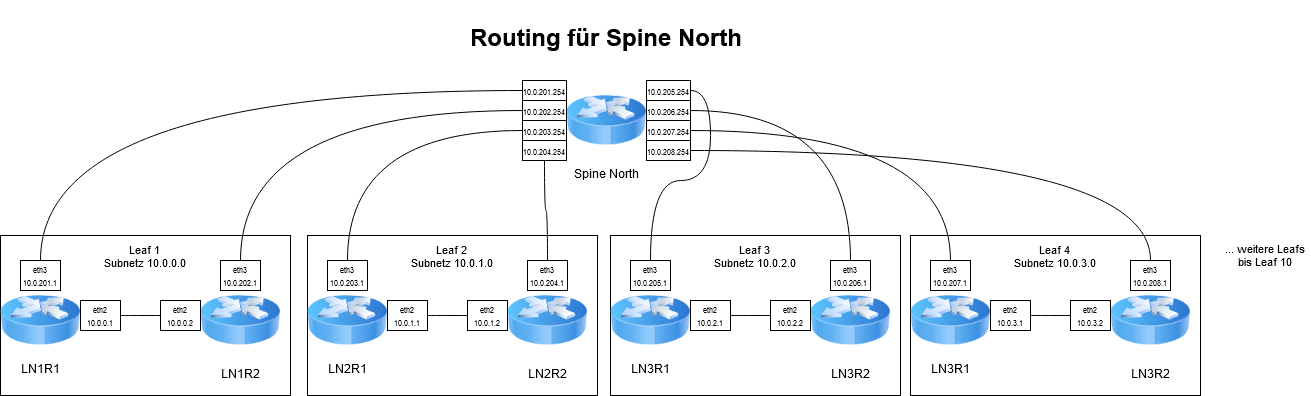 Routing für Spine North
10.0.201.254
10.0.202.254
10.0.203.254
10.0.204.254
10.0.205.254
10.0.206.254
10.0.207.254
10.0.208.254
Spine North
Leaf 1
Subnetz 10.0.0.0
eth3
10.0.201.1
eth3
10.0.202.1
eth2
10.0.0.1
eth2
10.0.0.2
LN1R1
LN1R2
Leaf 2
Subnetz 10.0.1.0
eth3
10.0.203.1
eth3
10.0.204.1
eth2
10.0.1.1
eth2
10.0.1.2
LN2R1
LN2R2
Leaf 3
Subnetz 10.0.2.0
eth3
10.0.205.1
eth3
10.0.206.1
eth2
10.0.2.1
eth2
10.0.2.2
LN3R1
LN3R2
Leaf 4
Subnetz 10.0.3.0
eth3
10.0.207.1
eth3
10.0.208.1
eth2
10.0.3.1
eth2
10.0.3.2
LN3R1
LN3R2
... weitere Leafs
bis Leaf 10